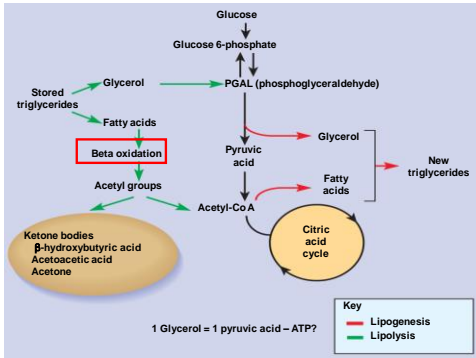 Glucose
Glucose 6-phosphate
Glycerol
PGAL (phosphoglyceraldehyde)
Stored
triglycerides
Fatty acids
Glycerol
Beta oxidation
Pyruvic
acid
New
triglycerides
Acetyl groups
Fatty
acids
Acetyl-CoA
Ketone bodies
β-hydroxybutyric acid
Acetoacetic acid
Acetone
Citric
acid
cycle
1 Glycerol = 1 pyruvic acid – ATP?
Key
Lipogenesis
Lipolysis